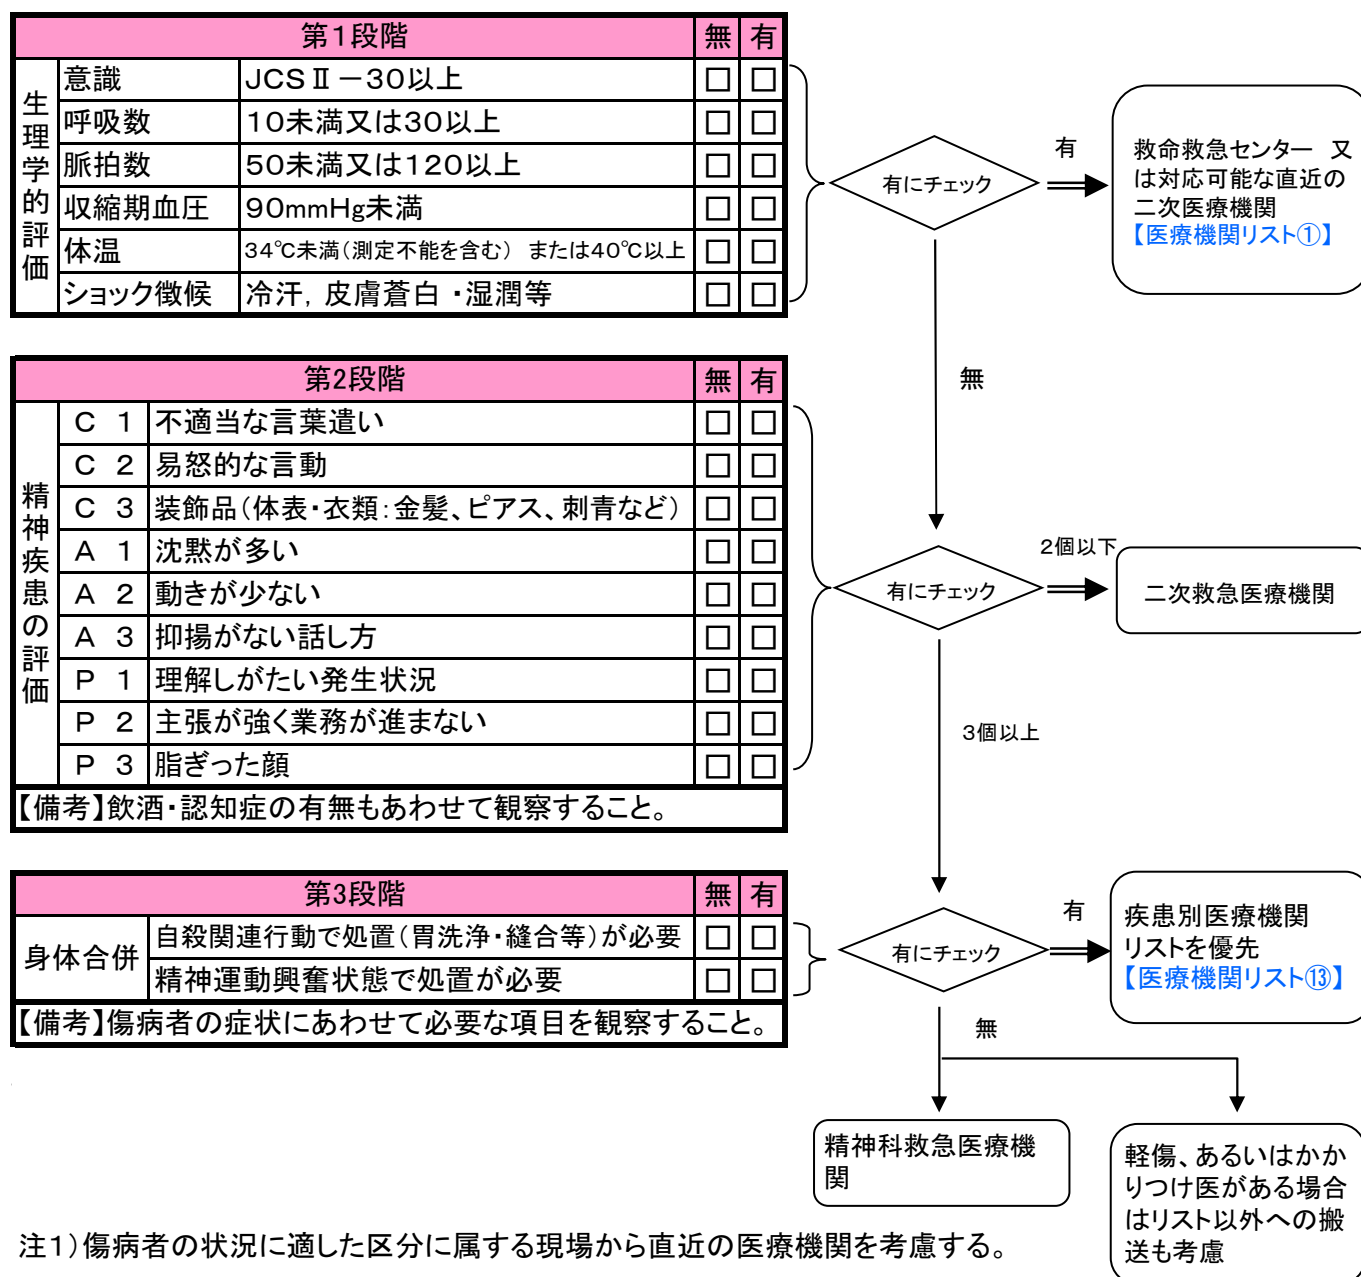 第1段階 無 有
生理学的評価
意識 JCSⅡ－30以上 □ □
呼吸数 10未満又は30以上 □ □
脈拍数 50未満又は120以上 □ □
収縮期血圧 90mmHg未満 □ □
体温 34℃未満(測定不能を含む) または40℃以上 □ □
ショック徴候 冷汗，皮膚蒼白・湿潤等 □ □
有にチェック
有
救命救急センター 又
は対応可能な直近の
二次医療機関
【医療機関リスト①】
無
第2段階 無 有
精神疾患の評価
C 1 不適当な言葉遣い □ □
C 2 易怒的な言動 □ □
C 3 装飾品(体表・衣類:金髪、ピアス、刺青など) □ □
A 1 沈黙が多い □ □
A 2 動きが少ない □ □
A 3 抑揚がない話し方 □ □
P 1 理解しがたい発生状況 □ □
P 2 主張が強く業務が進まない □ □
P 3 脂ぎった顔 □ □
【備考】飲酒・認知症の有無もあわせて観察すること。
有にチェック
2個以下
二次救急医療機関
3個以上
第3段階 無 有
身体合併
自殺関連行動で処置(胃洗浄・縫合等)が必要 □ □
精神運動興奮状態で処置が必要 □ □
【備考】傷病者の症状にあわせて必要な項目を観察すること。
有にチェック
有
疾患別医療機関
リストを優先
【医療機関リスト⑬】
無
精神科救急医療機
関
軽傷、あるいはかか
りつけ医がある場合
はリスト以外への搬
送も考慮
注1)傷病者の状況に適した区分に属する現場から直近の医療機関を考慮する。